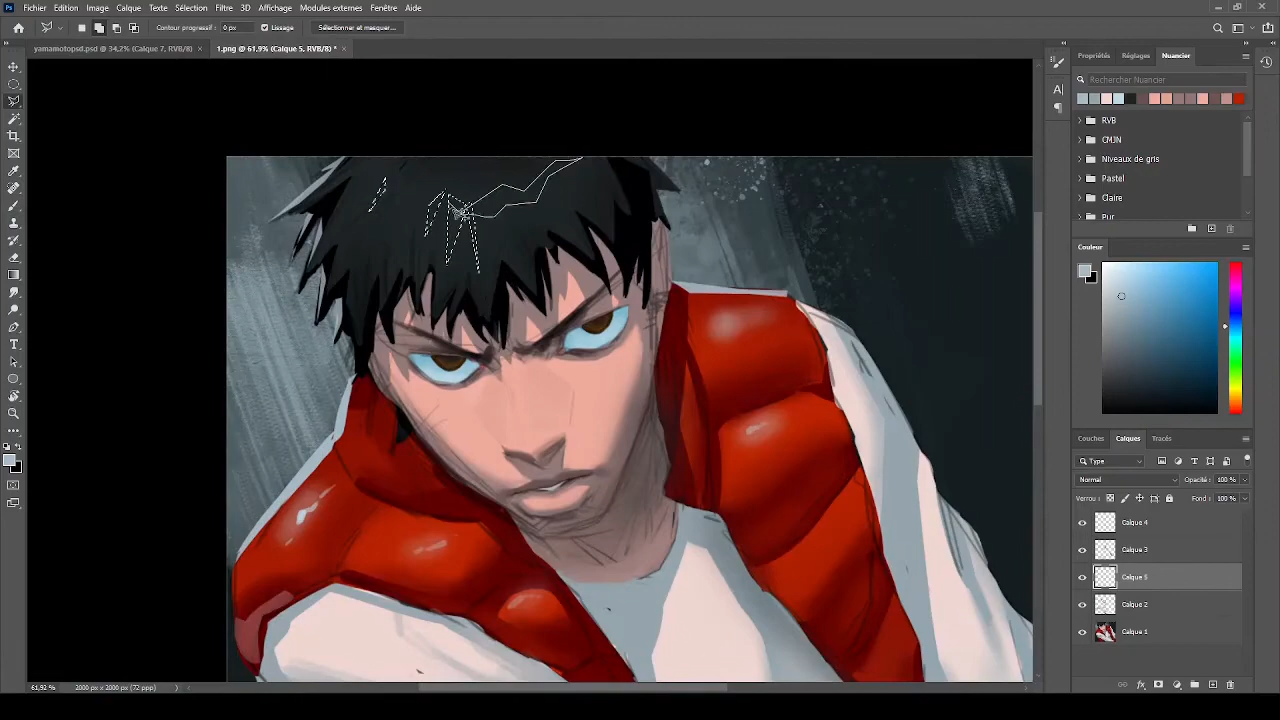 Ps Fichier Edition Image Calque Texte Sélection Filtre 3D Affichage Modules externes Fenêtre Aide
Contour progressif : 0 px Lissage Sélectionner et masquer...
yamamotopsd.psd @ 34,2% (Calque 7, RVB/8) × 1.png @ 61,9% (Calque 5, RVB/8) * ×
Propriétés Réglages Nuancier
Rechercher Nuancier
RVB
CMJN
Niveaux de gris
Pastel
Claire
Pur
Couleur
Couches Calques Tracés
Type
Normal Opacité : 100 %
Verrou : Fond : 100 %
Calque 4
Calque 3
Calque 5
Calque 2
Calque 1
61,92 % 2000 px x 2000 px (72 ppp)